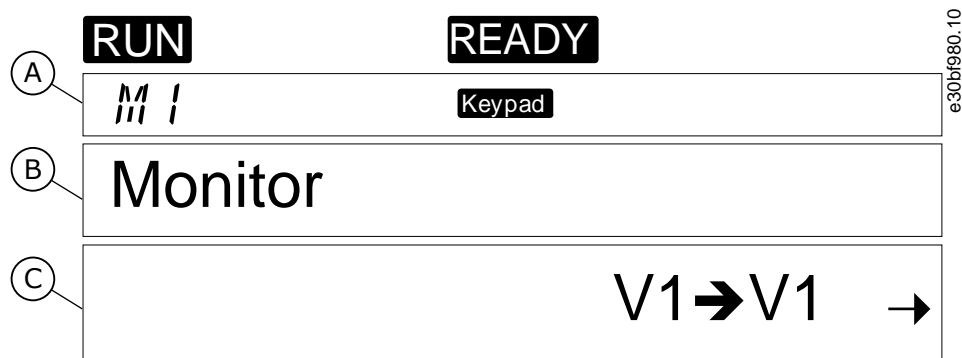 RUN READY
A M1 Keypad
B Monitor
C V1➔V1 →
e30bf980.10